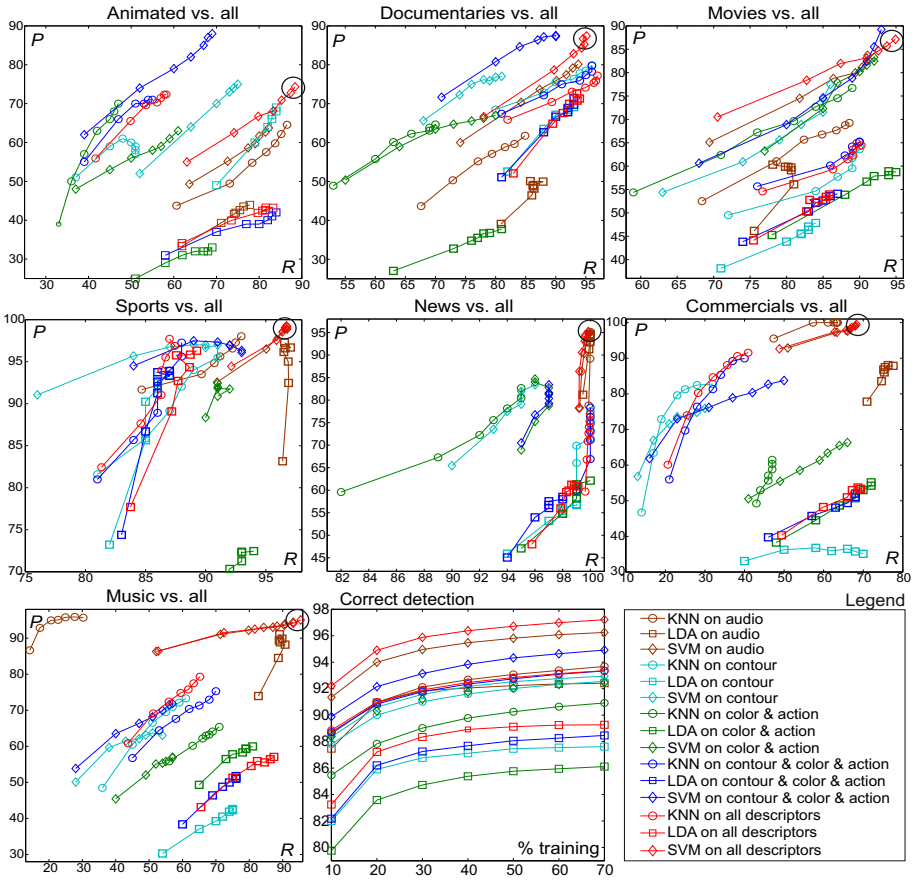 Animated vs. all
P
90
80
70
60
50
40
30
R
30 40 50 60 70 80 90
Documentaries vs. all
P
90
80
70
60
50
40
30
R
55 60 65 70 75 80 85 90 95 100
Movies vs. all
P
90
85
80
75
70
65
60
55
50
45
40
R
60 65 70 75 80 85 90 95
Sports vs. all
P
100
95
90
85
80
75
70
R
75 80 85 90 95
News vs. all
P
95
90
85
80
75
70
65
60
55
50
45
R
82 84 86 88 90 92 94 96 98 100
Commercials vs. all
P
100
90
80
70
60
50
40
30
R
10 20 30 40 50 60 70 80
Music vs. all
P
90
80
70
60
50
40
30
R
20 30 40 50 60 70 80 90
Correct detection
98
96
94
92
90
88
86
84
82
80
% training
10 20 30 40 50 60 70
Legend
KNN on audio
LDA on audio
SVM on audio
KNN on contour
LDA on contour
SVM on contour
KNN on color & action
LDA on color & action
SVM on color & action
KNN on contour & color & action
LDA on contour & color & action
SVM on contour & color & action
KNN on all descriptors
LDA on all descriptors
SVM on all descriptors